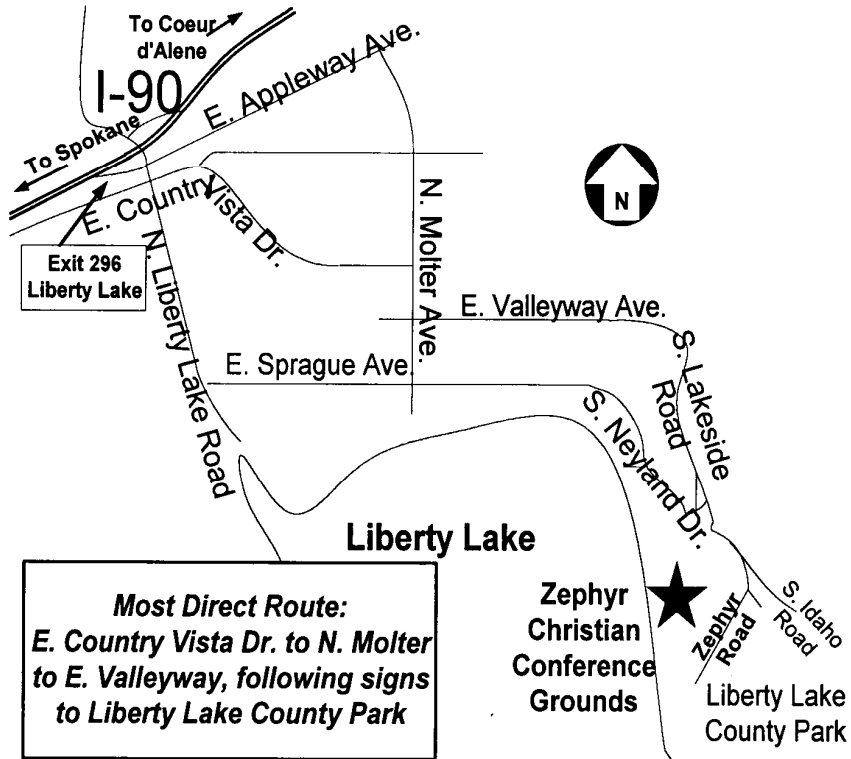 To Coeur
d'Alene
I-90
E. Appleway Ave.
To Spokane
N
E. Country Vista Dr.
N. Molter Ave.
Exit 296
Liberty Lake
N. Liberty Lake Road
E. Valleyway Ave.
E. Sprague Ave.
S. Lakeside
Road
S. Neyland Dr.
Liberty Lake
Most Direct Route:
E. Country Vista Dr. to N. Molter
to E. Valleyway, following signs
to Liberty Lake County Park
Zephyr
Christian
Conference
Grounds
Zephyr
Road
S. Idaho
Road
Liberty Lake
County Park